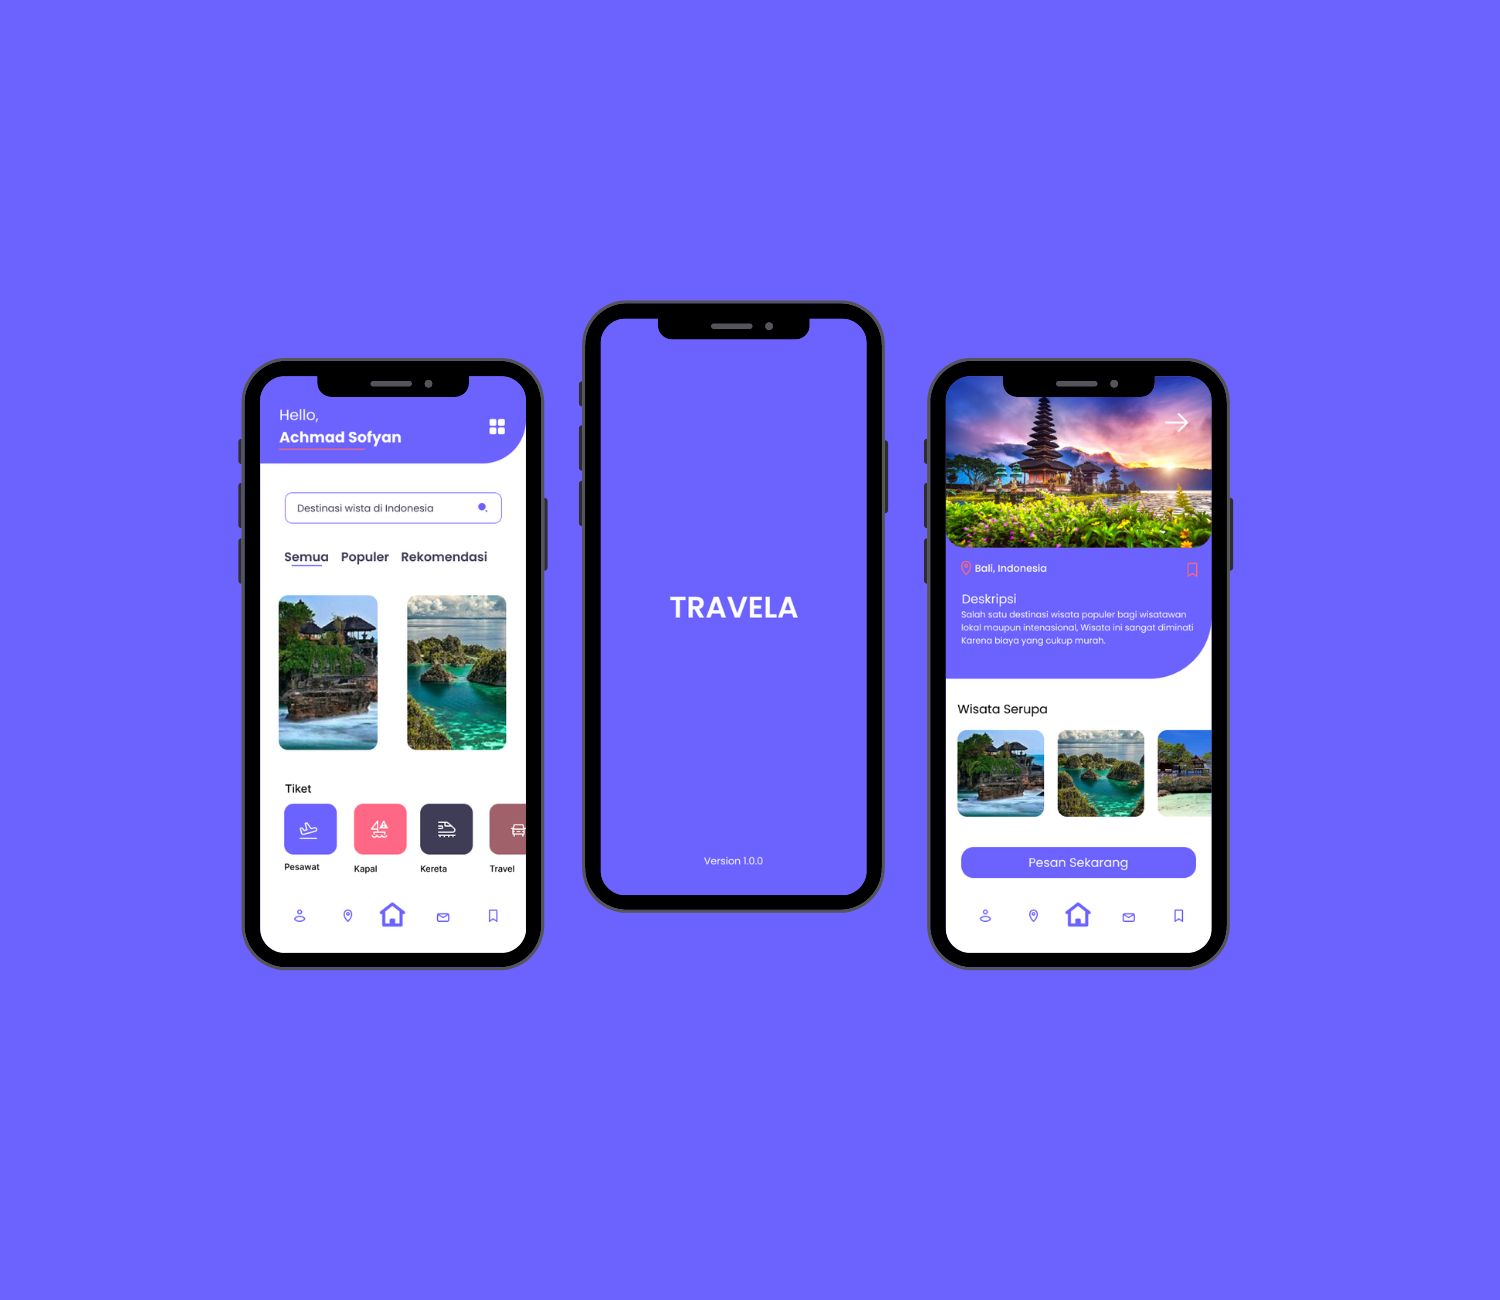 Hello,
Achmad Sofyan
Destinasi wista di Indonesia
Semua Populer Rekomendasi
Tiket
Pesawat Kapal Kereta Travel
TRAVELA
Version 1.0.0
Bali, Indonesia
Deskripsi
Salah satu destinasi wisata populer bagi wisatawan
lokal maupun intenasional, Wisata ini sangat diminati
Karena biaya yang cukup murah.
Wisata Serupa
Pesan Sekarang